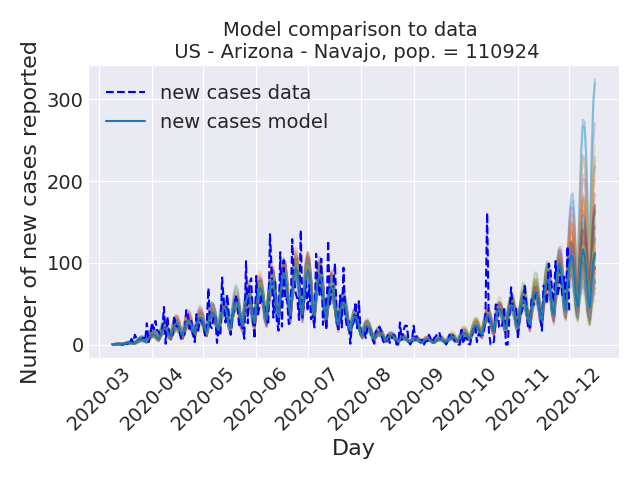 Model comparison to data
US - Arizona - Navajo, pop. = 110924
Number of new cases reported
300
200
100
0
new cases data
new cases model
2020-03
2020-04
2020-05
2020-06
2020-07
2020-08
2020-09
2020-10
2020-11
2020-12
Day